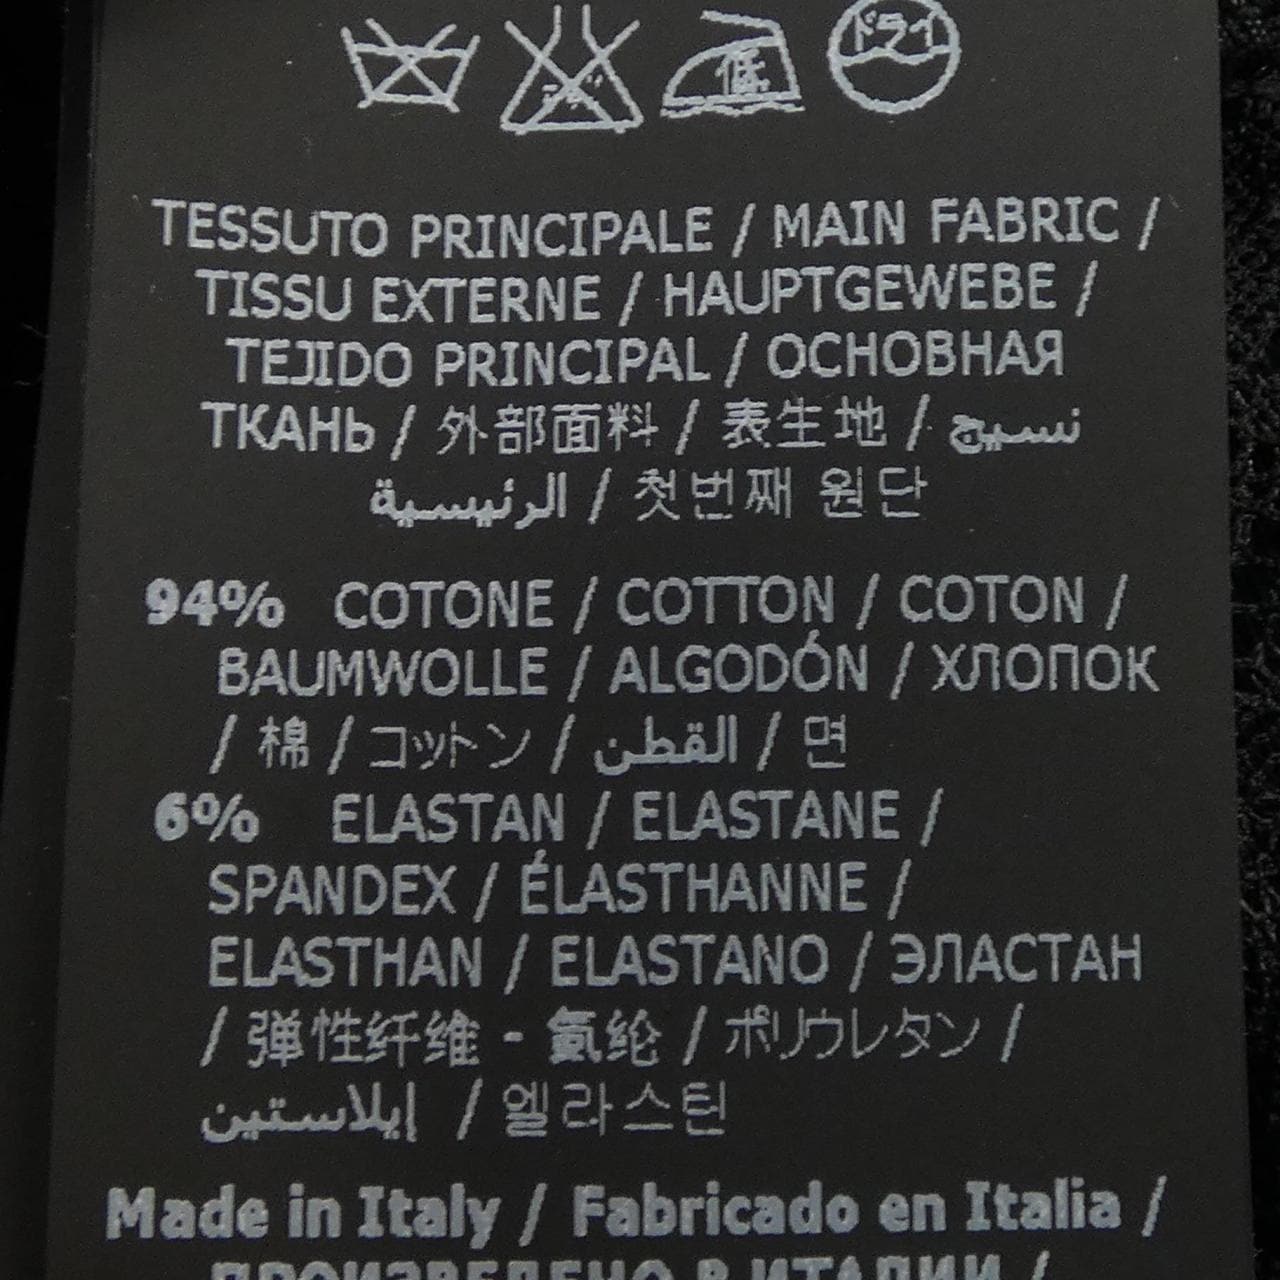 低
ドライ
TESSUTO PRINCIPALE / MAIN FABRIC /
TISSU EXTERNE / HAUPTGEWEBE /
TEJIDO PRINCIPAL / ОСНОВНАЯ
ТКАНЬ / 外部面料 / 表生地 / نسيج
الرئيسية / 첫번째 원단
94% COTONE / COTTON / COTON /
BAUMWOLLE / ALGODÓN / ХЛОПОК
/ 棉 / コットン / القطن / 면
6% ELASTAN / ELASTANE /
SPANDEX / ÉLASTHANNE /
ELASTHAN / ELASTANO / ЭЛАСТАН
/ 弹性纤维 - 氨纶 / ポリウレタン /
إيلاستين / 엘라스틴
Made in Italy / Fabricado en Italia /
ПРОИЗВЕДЕНО В ИТАЛИИ /